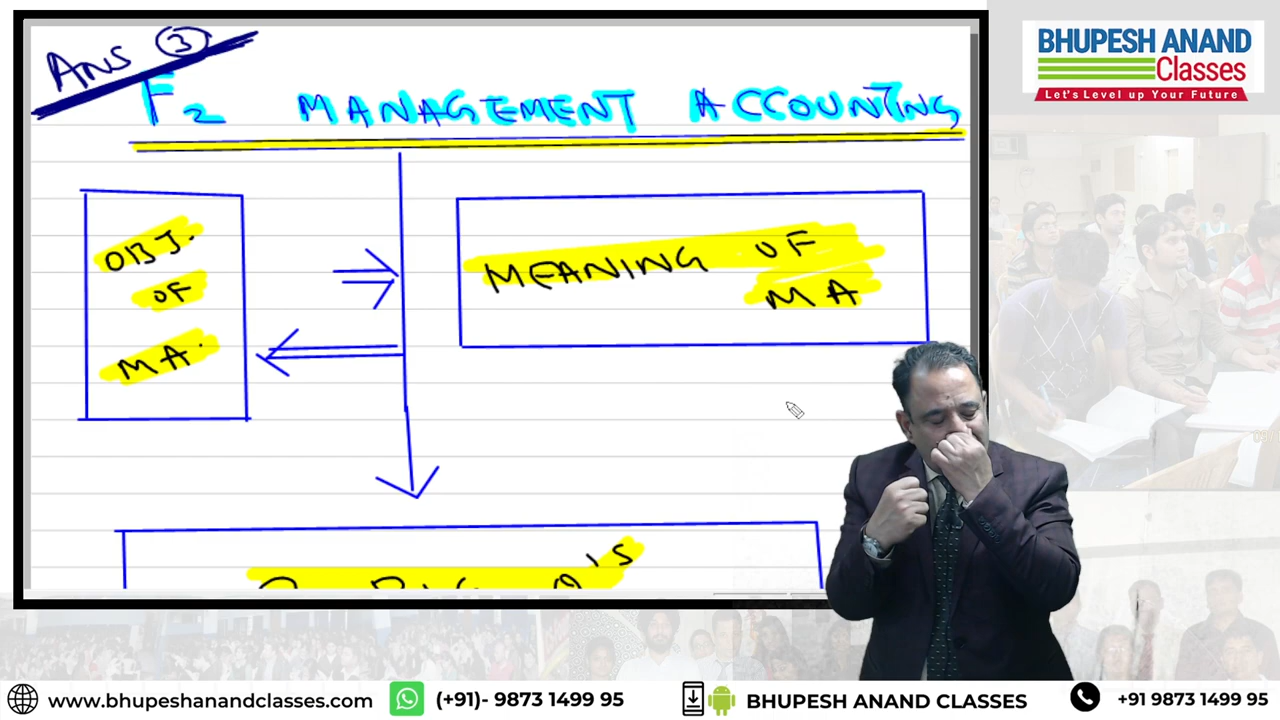 ANS 3
F2 MANAGEMENT ACCOUNTING
OBJ.
OF
MA.
MEANING OF
MA
'S
BHUPESH ANAND
Classes
Let's Level up Your Future
www.bhupeshanandclasses.com
(+91)- 9873 1499 95
BHUPESH ANAND CLASSES
+91 9873 1499 95